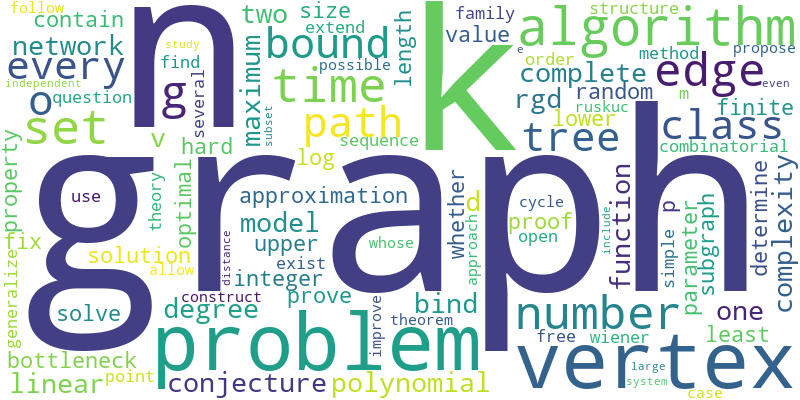 follow
contain
network
every
independent
o
question
study
find
several
n
g
two
size
extend
bound
possible
time
maximum
subset
path
sequence
log
length
family
value
k
structure
algorithm
order
method
propose
e
complete
edge
m
even
rgd
random
ruskuc
finite
lower
tree
class
combinatorial
set
v
hard
property
fix
generalize
use
theory
optimal
solution
allow
graph
approximation
model
upper
exist
integer
distance
construct
prove
whose
whether
d
approach
cycle
proof
open
include
function
simple
p
parameter
subgraph
determine
complexity
solve
degree
problem
improve
theorem
bind
number
one
least
free
wiener
vertex
large
system
case
bottleneck
linear
point
conjecture
polynomial